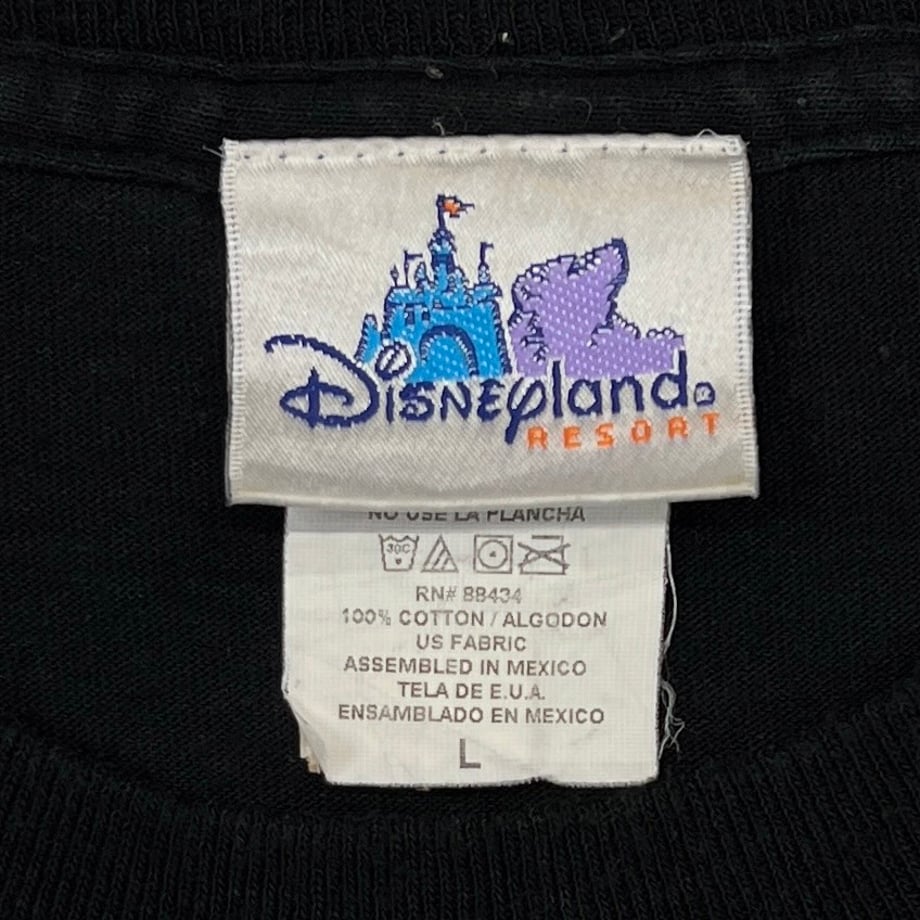 Disneyland®
RESORT
NO USE LA PLANCHA
30C
RN# 88434
100% COTTON / ALGODON
US FABRIC
ASSEMBLED IN MEXICO
TELA DE E.U.A.
ENSAMBLADO EN MEXICO
L